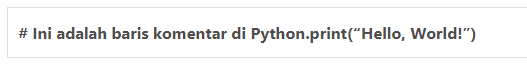 # Ini adalah baris komentar di Python.print(“Hello, World!”)